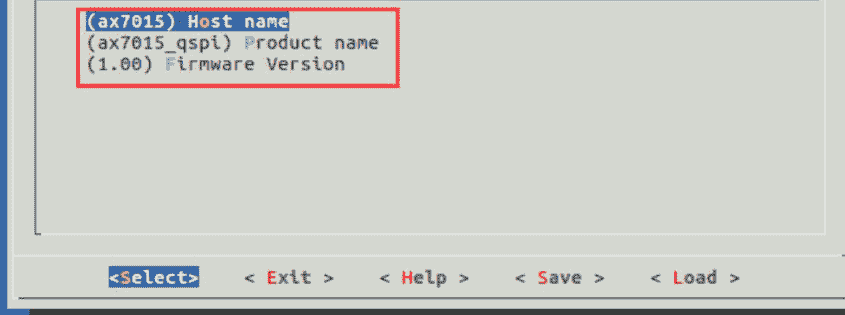 (ax7015) Host name
(ax7015_qspi) Product name
(1.00) Firmware Version
<Select> < Exit > < Help > < Save > < Load >